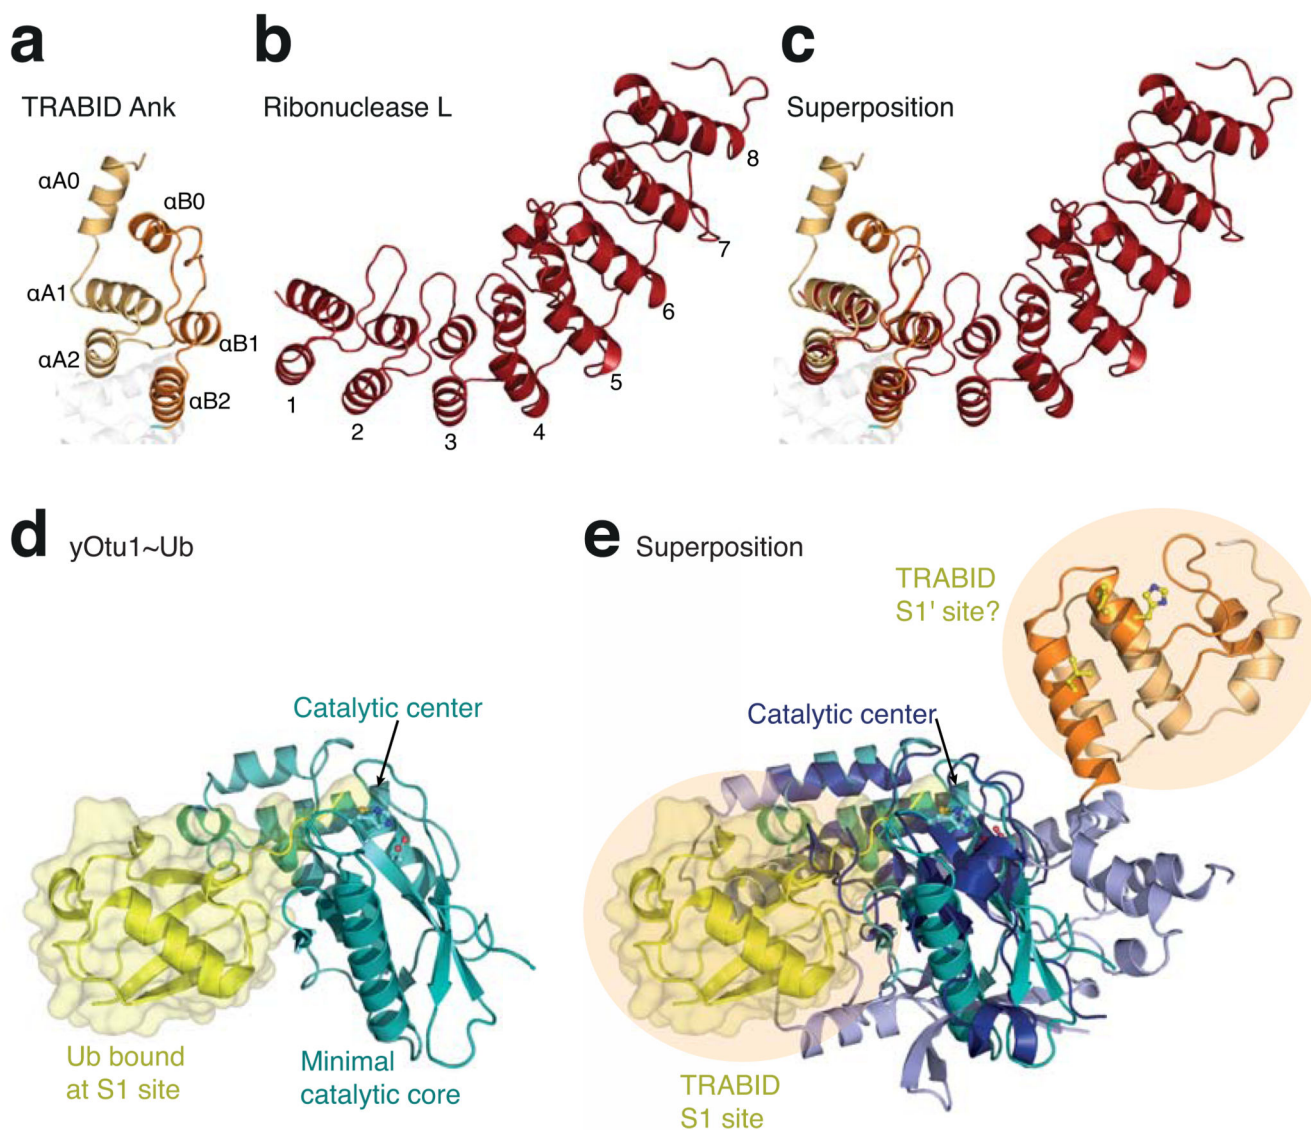 a
TRABID Ank
αA0
αB0
αA1
αB1
αA2
αB2
b
Ribonuclease L
1
2
3
4
5
6
7
8
c
Superposition
d
yOtu1~Ub
Catalytic center
Ub bound
at S1 site
Minimal
catalytic core
e
Superposition
TRABID
S1' site?
Catalytic center
TRABID
S1 site